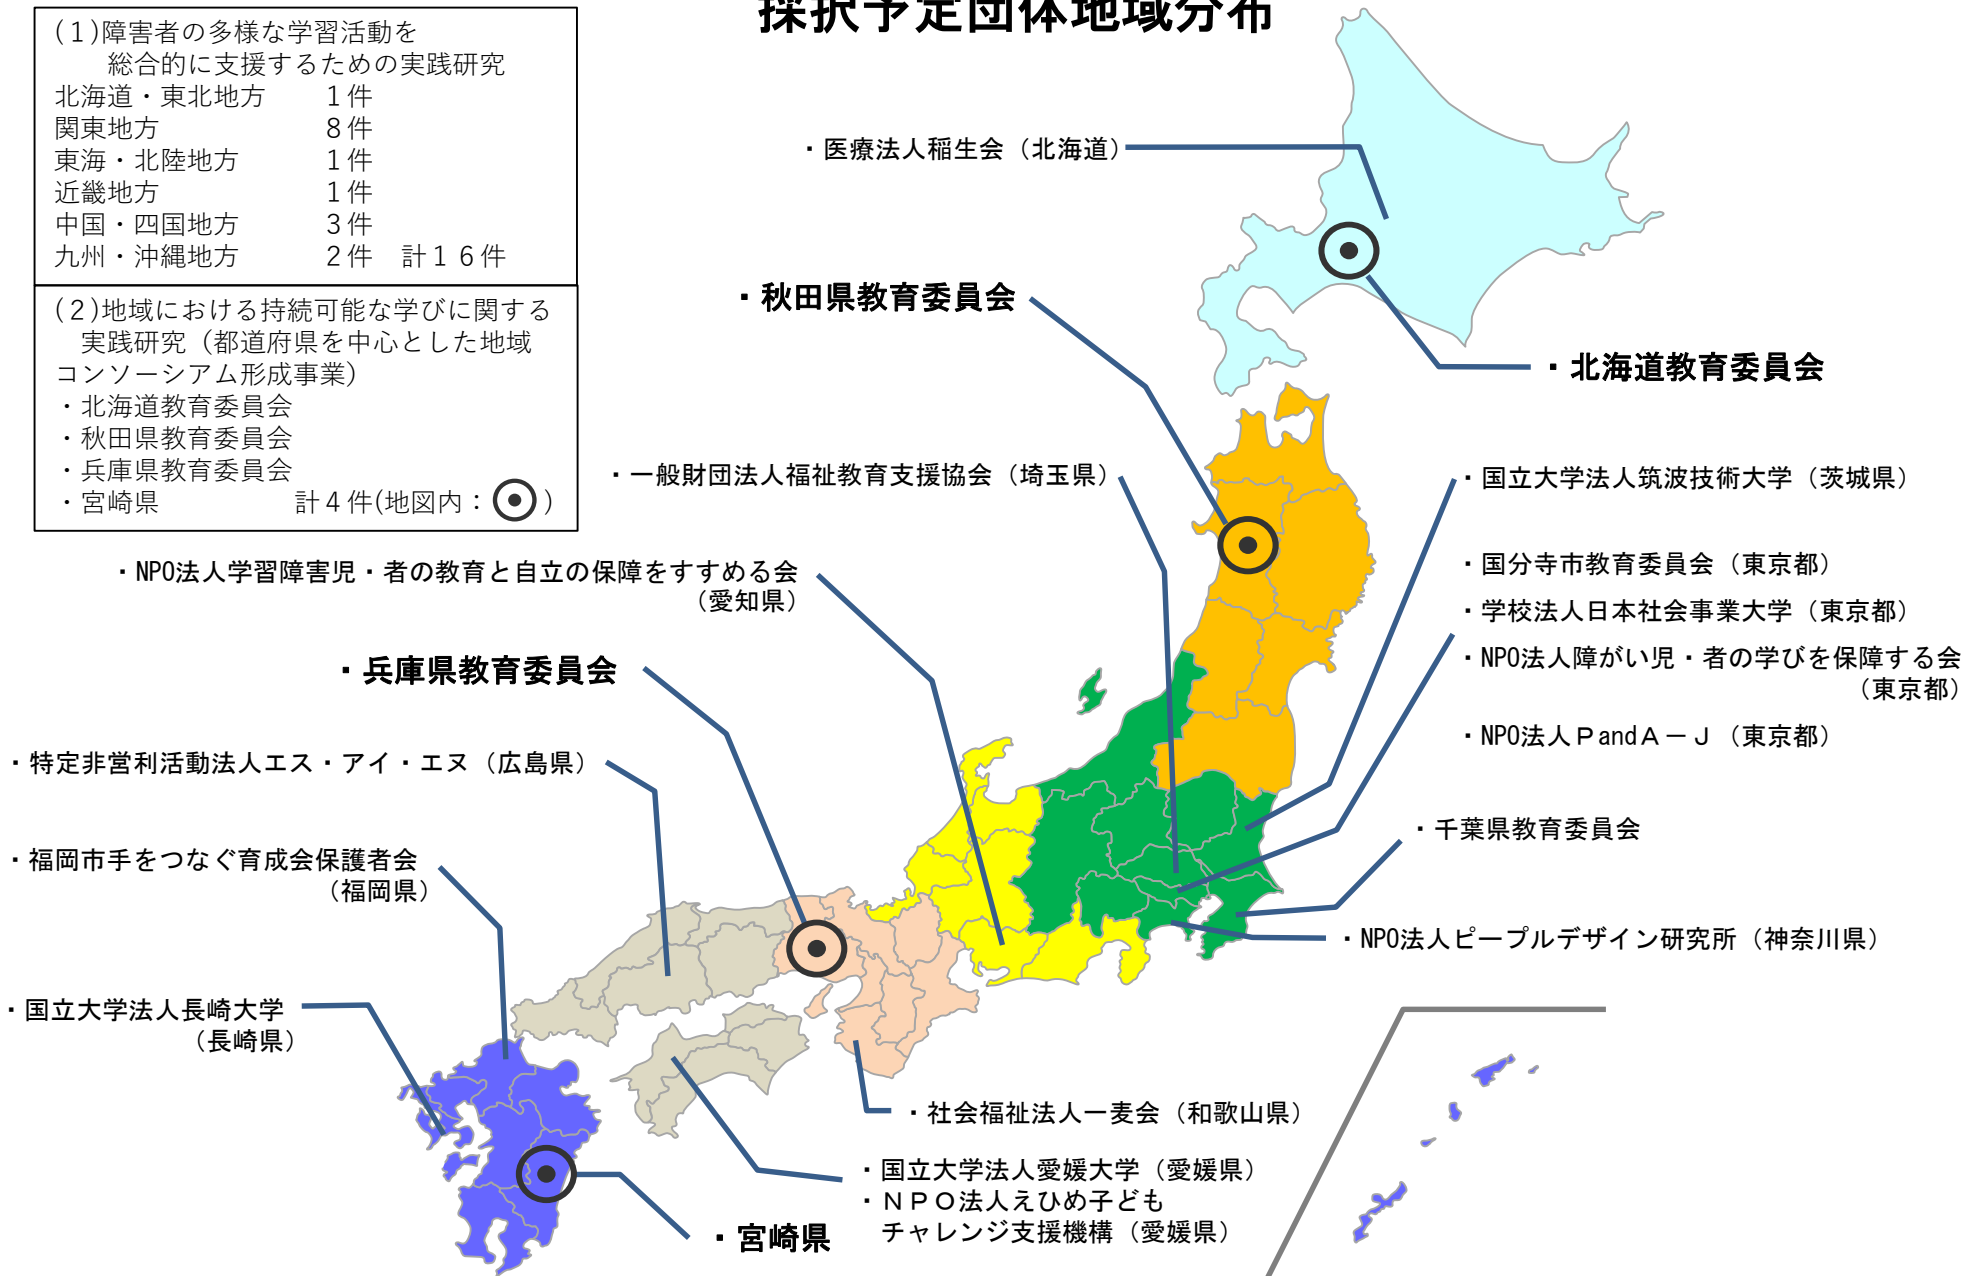 採択予定団体地域分布
(１)障害者の多様な学習活動を
総合的に支援するための実践研究
北海道・東北地方 １件
関東地方 ８件
東海・北陸地方 １件
近畿地方 １件
中国・四国地方 ３件
九州・沖縄地方 ２件 計１６件
(２)地域における持続可能な学びに関する
実践研究（都道府県を中心とした地域
コンソーシアム形成事業）
・北海道教育委員会
・秋田県教育委員会
・兵庫県教育委員会
・宮崎県 計４件(地図内：　)
・医療法人稲生会（北海道）
・秋田県教育委員会
・北海道教育委員会
・一般財団法人福祉教育支援協会（埼玉県）
・国立大学法人筑波技術大学（茨城県）
・国分寺市教育委員会（東京都）
・学校法人日本社会事業大学（東京都）
・NPO法人障がい児・者の学びを保障する会
（東京都）
・NPO法人ＰandＡ－Ｊ（東京都）
・NPO法人学習障害児・者の教育と自立の保障をすすめる会
（愛知県）
・兵庫県教育委員会
・特定非営利活動法人エス・アイ・エヌ（広島県）
・千葉県教育委員会
・福岡市手をつなぐ育成会保護者会
（福岡県）
・NPO法人ピープルデザイン研究所（神奈川県）
・国立大学法人長崎大学
（長崎県）
・社会福祉法人一麦会（和歌山県）
・国立大学法人愛媛大学（愛媛県）
・ＮＰＯ法人えひめ子ども
チャレンジ支援機構（愛媛県）
・宮崎県